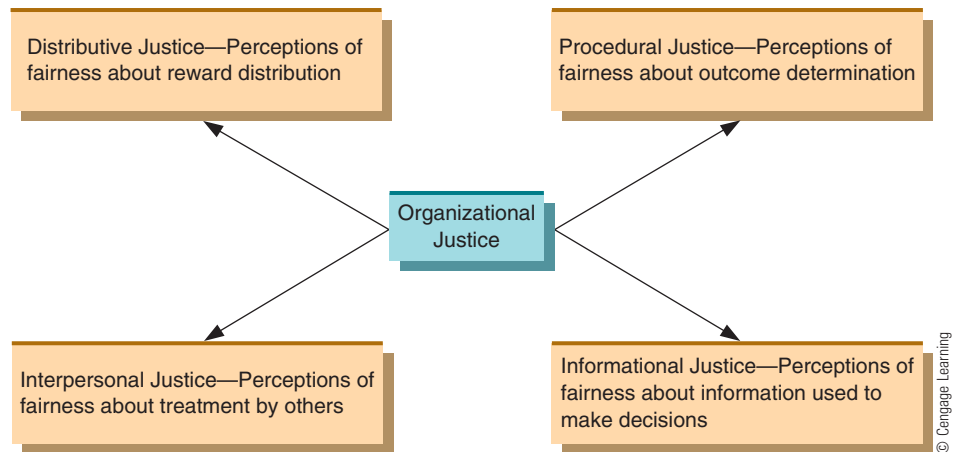 Distributive Justice—Perceptions of
fairness about reward distribution
Procedural Justice—Perceptions of
fairness about outcome determination
Organizational
Justice
Interpersonal Justice—Perceptions of
fairness about treatment by others
Informational Justice—Perceptions of
fairness about information used to
make decisions
© Cengage Learning